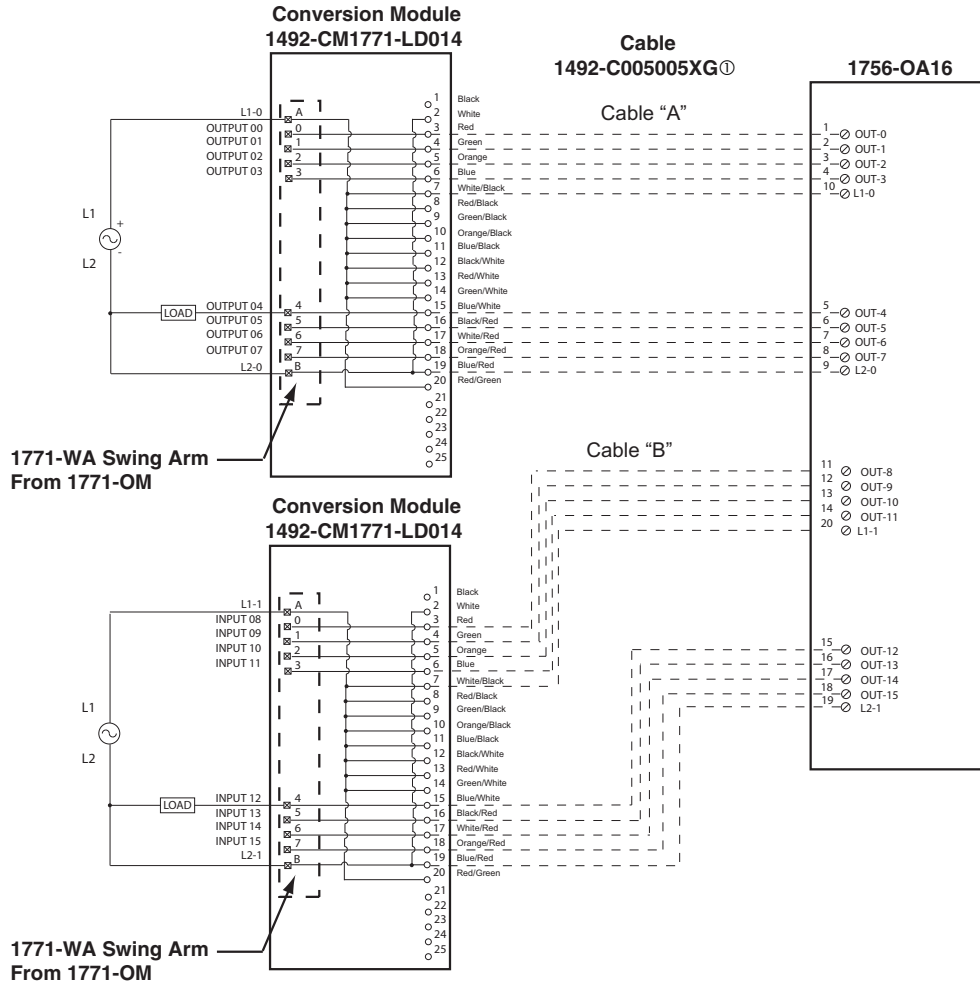 Conversion Module
1492-CM1771-LD014
Cable
1492-C005005XG①
1756-OA16
Cable “A”
L1-0
OUTPUT 00
OUTPUT 01
OUTPUT 02
OUTPUT 03
L1
+
-
L2
LOAD
OUTPUT 04
OUTPUT 05
OUTPUT 06
OUTPUT 07
L2-0
A
0
1
2
3
4
5
6
7
B
1 Black
2 White
3 Red
4 Green
5 Orange
6 Blue
7 White/Black
8 Red/Black
9 Green/Black
10 Orange/Black
11 Blue/Black
12 Black/White
13 Red/White
14 Green/White
15 Blue/White
16 Black/Red
17 White/Red
18 Orange/Red
19 Blue/Red
20 Red/Green
21
22
23
24
25
1 OUT-0
2 OUT-1
3 OUT-2
4 OUT-3
10 L1-0
5 OUT-4
6 OUT-5
7 OUT-6
8 OUT-7
9 L2-0
1771-WA Swing Arm
From 1771-OM
Cable “B”
Conversion Module
1492-CM1771-LD014
L1-1
INPUT 08
INPUT 09
INPUT 10
INPUT 11
L1
L2
LOAD
INPUT 12
INPUT 13
INPUT 14
INPUT 15
L2-1
A
0
1
2
3
4
5
6
7
B
1 Black
2 White
3 Red
4 Green
5 Orange
6 Blue
7 White/Black
8 Red/Black
9 Green/Black
10 Orange/Black
11 Blue/Black
12 Black/White
13 Red/White
14 Green/White
15 Blue/White
16 Black/Red
17 White/Red
18 Orange/Red
19 Blue/Red
20 Red/Green
21
22
23
24
25
11 OUT-8
12 OUT-9
13 OUT-10
14 OUT-11
20 L1-1
15 OUT-12
16 OUT-13
17 OUT-14
18 OUT-15
19 L2-1
1771-WA Swing Arm
From 1771-OM